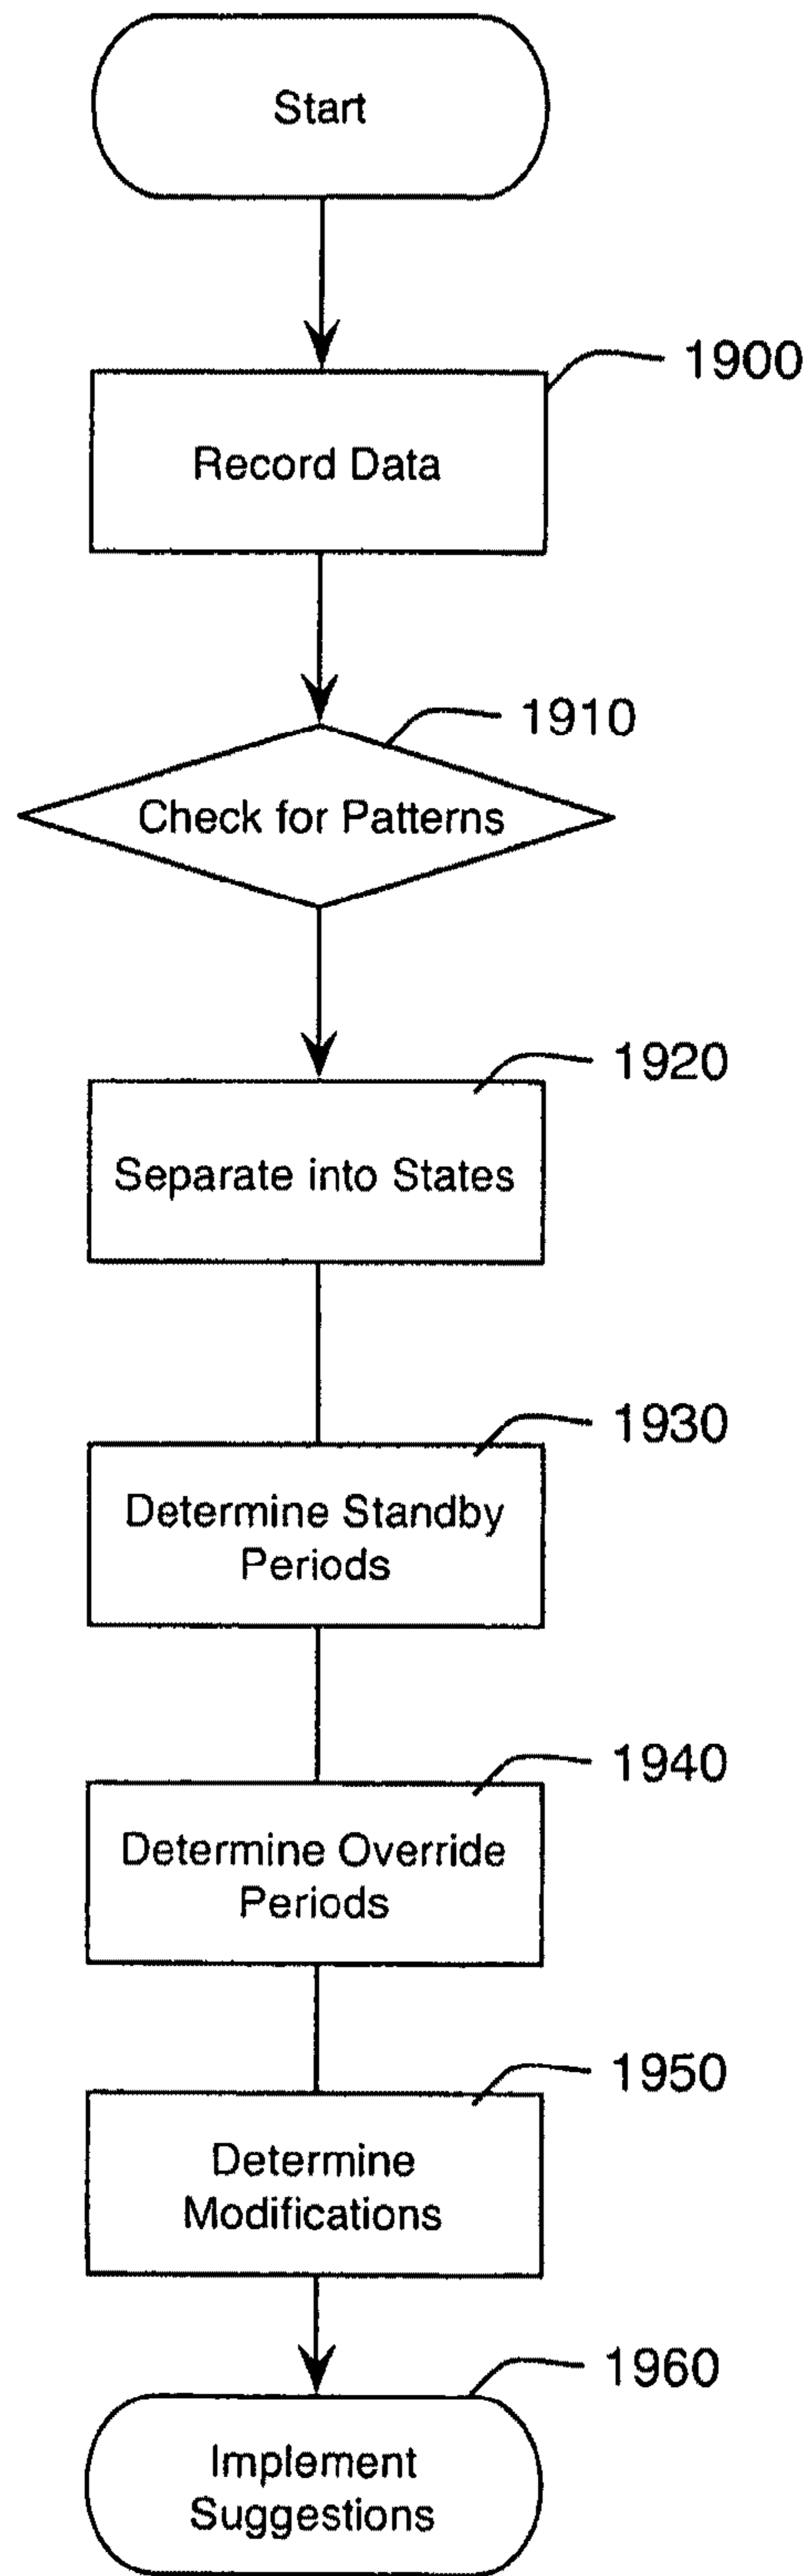 Start
1900
Record Data
1910
Check for Patterns
1920
Separate into States
1930
Determine Standby
Periods
1940
Determine Override
Periods
1950
Determine
Modifications
1960
Implement
Suggestions